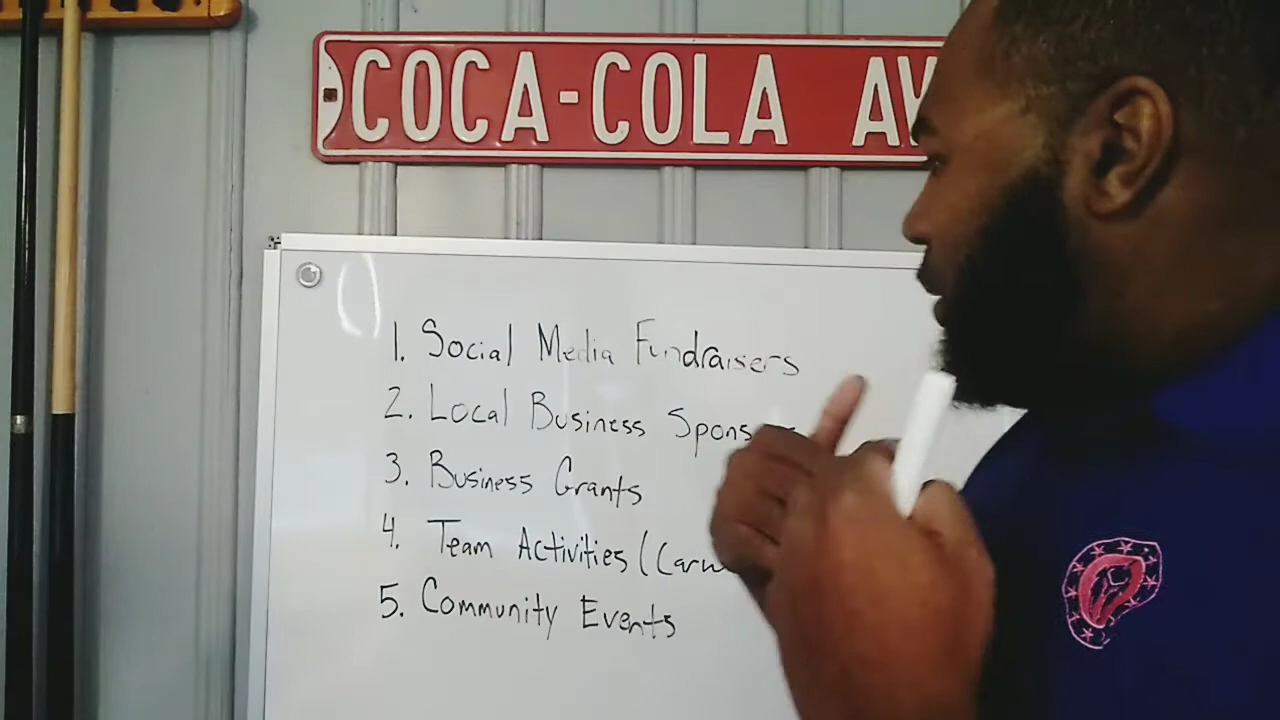 COCA-COLA AV
1. Social Media Fundraisers
2. Local Business Spons
3. Business Grants
4. Team Activities (Carw
5. Community Events